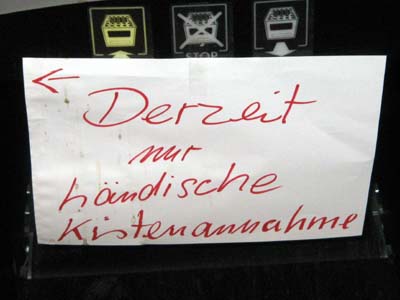 STOP
← Derzeit
nur
händische
Kistenannahme